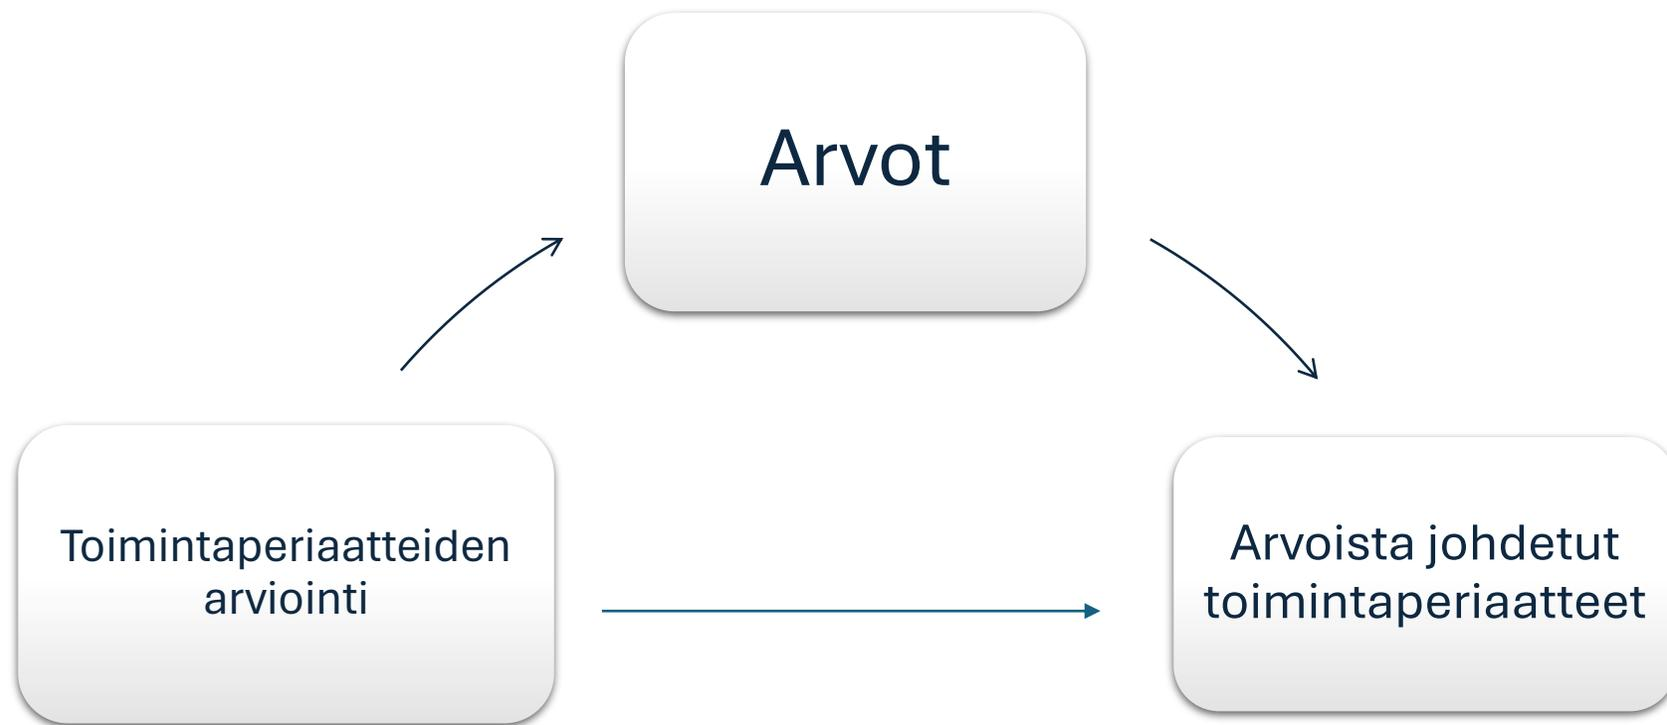 Arvot
Toimintaperiaatteiden
arviointi
Arvoista johdetut
toimintaperiaatteet